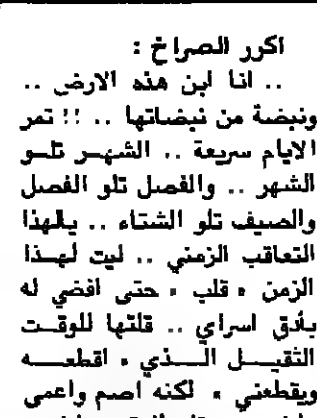 اكرر الصراخ :
.. انا ابن هذه الارض ..
ونبضة من نبضاتها .. !! تمر
الايام سريعة .. الشهر تلو
الشهر .. والفصل تلو الفصل
والصيف تلو الشتاء .. يالهذا
التعاقب الزمني .. ليت لهذا
الزمن « قلب » حتى افضي له
بأدق اسراي .. قلتها للوقت
الثقيل الذي « اقطعه
ويقطعني » لكنه اصم واعمى